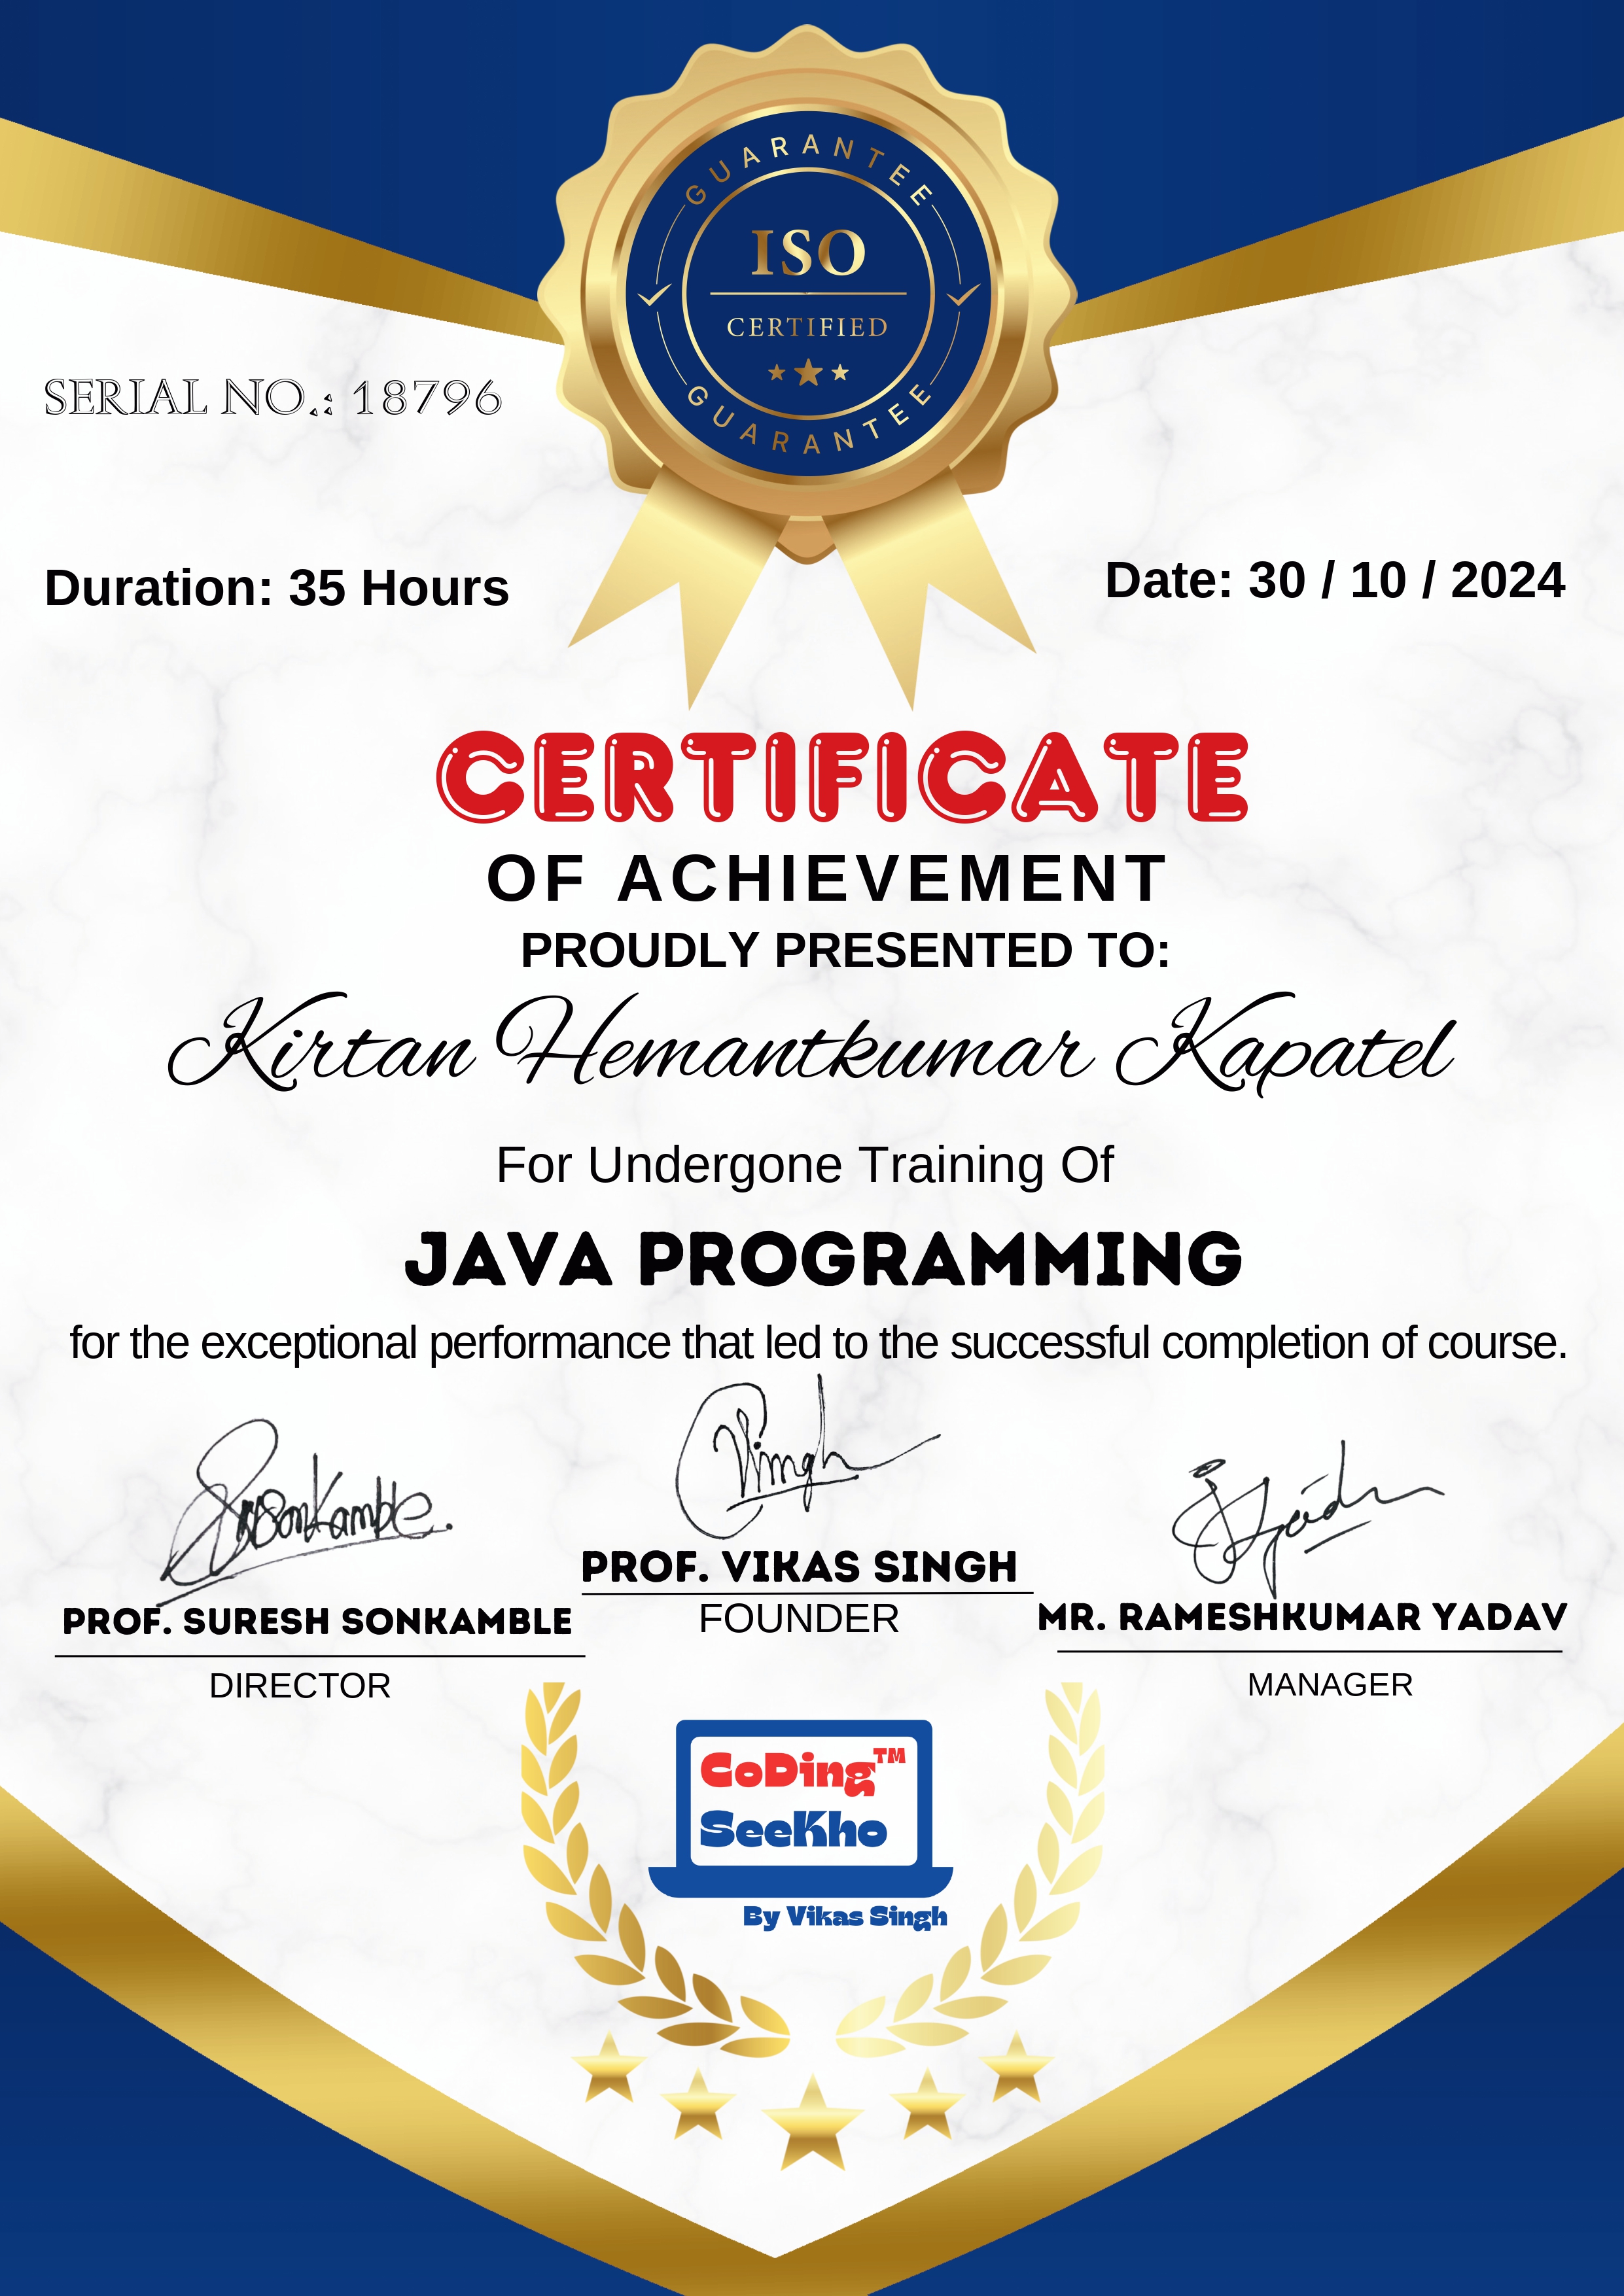 GUARANTEE
ISO
CERTIFIED
GUARANTEE
SERIAL NO.: 18796
Duration: 35 Hours
Date: 30 / 10 / 2024
CERTIFICATE
OF ACHIEVEMENT
PROUDLY PRESENTED TO:
Kirtan Hemantkumar Kapatel
For Undergone Training Of
JAVA PROGRAMMING
for the exceptional performance that led to the successful completion of course.
PROF. SURESH SONKAMBLE
DIRECTOR
PROF. VIKAS SINGH
FOUNDER
MR. RAMESHKUMAR YADAV
MANAGER
CoDing™
SeeKho
By Vikas Singh